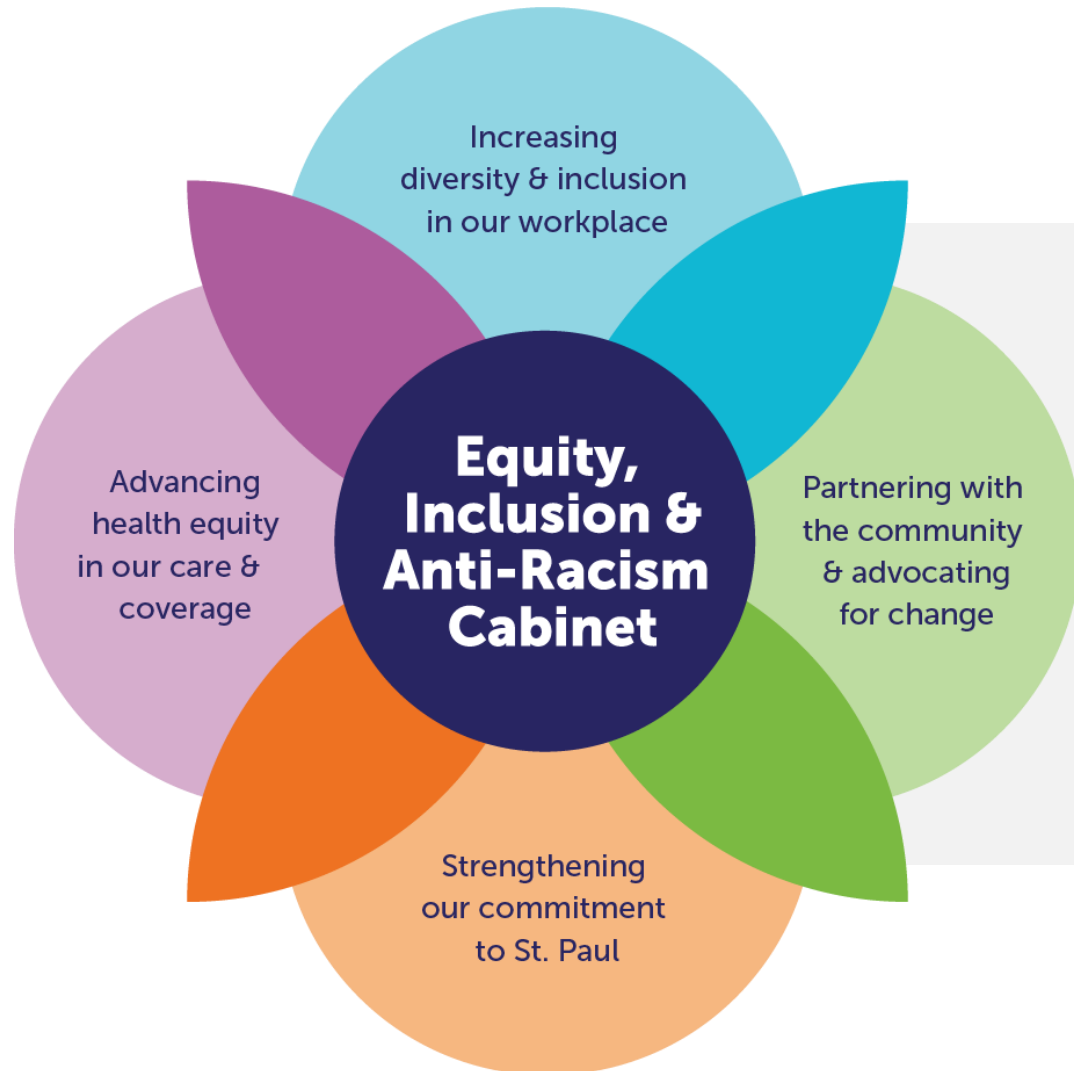 Increasing
diversity & inclusion
in our workplace
Advancing
health equity
in our care &
coverage
Equity,
Inclusion &
Anti-Racism
Cabinet
Partnering with
the community
& advocating
for change
Strengthening
our commitment
to St. Paul